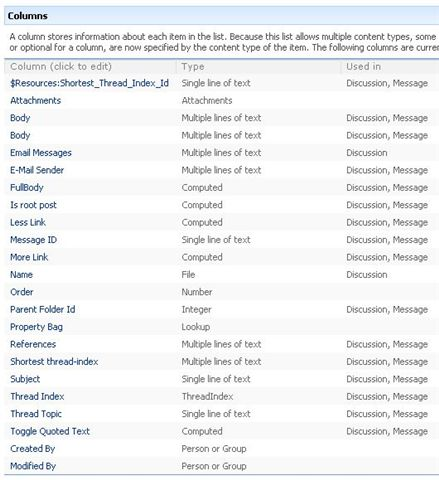 Columns
A column stores information about each item in the list. Because this list allows multiple content types, some
or optional for a column, are now specified by the content type of the item. The following columns are curre
Column (click to edit) Type Used in
$Resources:Shortest_Thread_Index_Id Single line of text Discussion, Message
Attachments Attachments
Body Multiple lines of text Discussion, Message
Body Multiple lines of text Discussion, Message
Email Messages Multiple lines of text Discussion
E-Mail Sender Multiple lines of text Discussion, Message
FullBody Computed Discussion, Message
Is root post Computed Discussion, Message
Less Link Computed Discussion, Message
Message ID Single line of text Discussion, Message
More Link Computed Discussion, Message
Name File Discussion
Order Number
Parent Folder Id Integer Discussion, Message
Property Bag Lookup
References Multiple lines of text Discussion, Message
Shortest thread-index Multiple lines of text Discussion, Message
Subject Single line of text Discussion, Message
Thread Index ThreadIndex Discussion, Message
Thread Topic Single line of text Discussion, Message
Toggle Quoted Text Computed Discussion, Message
Created By Person or Group
Modified By Person or Group